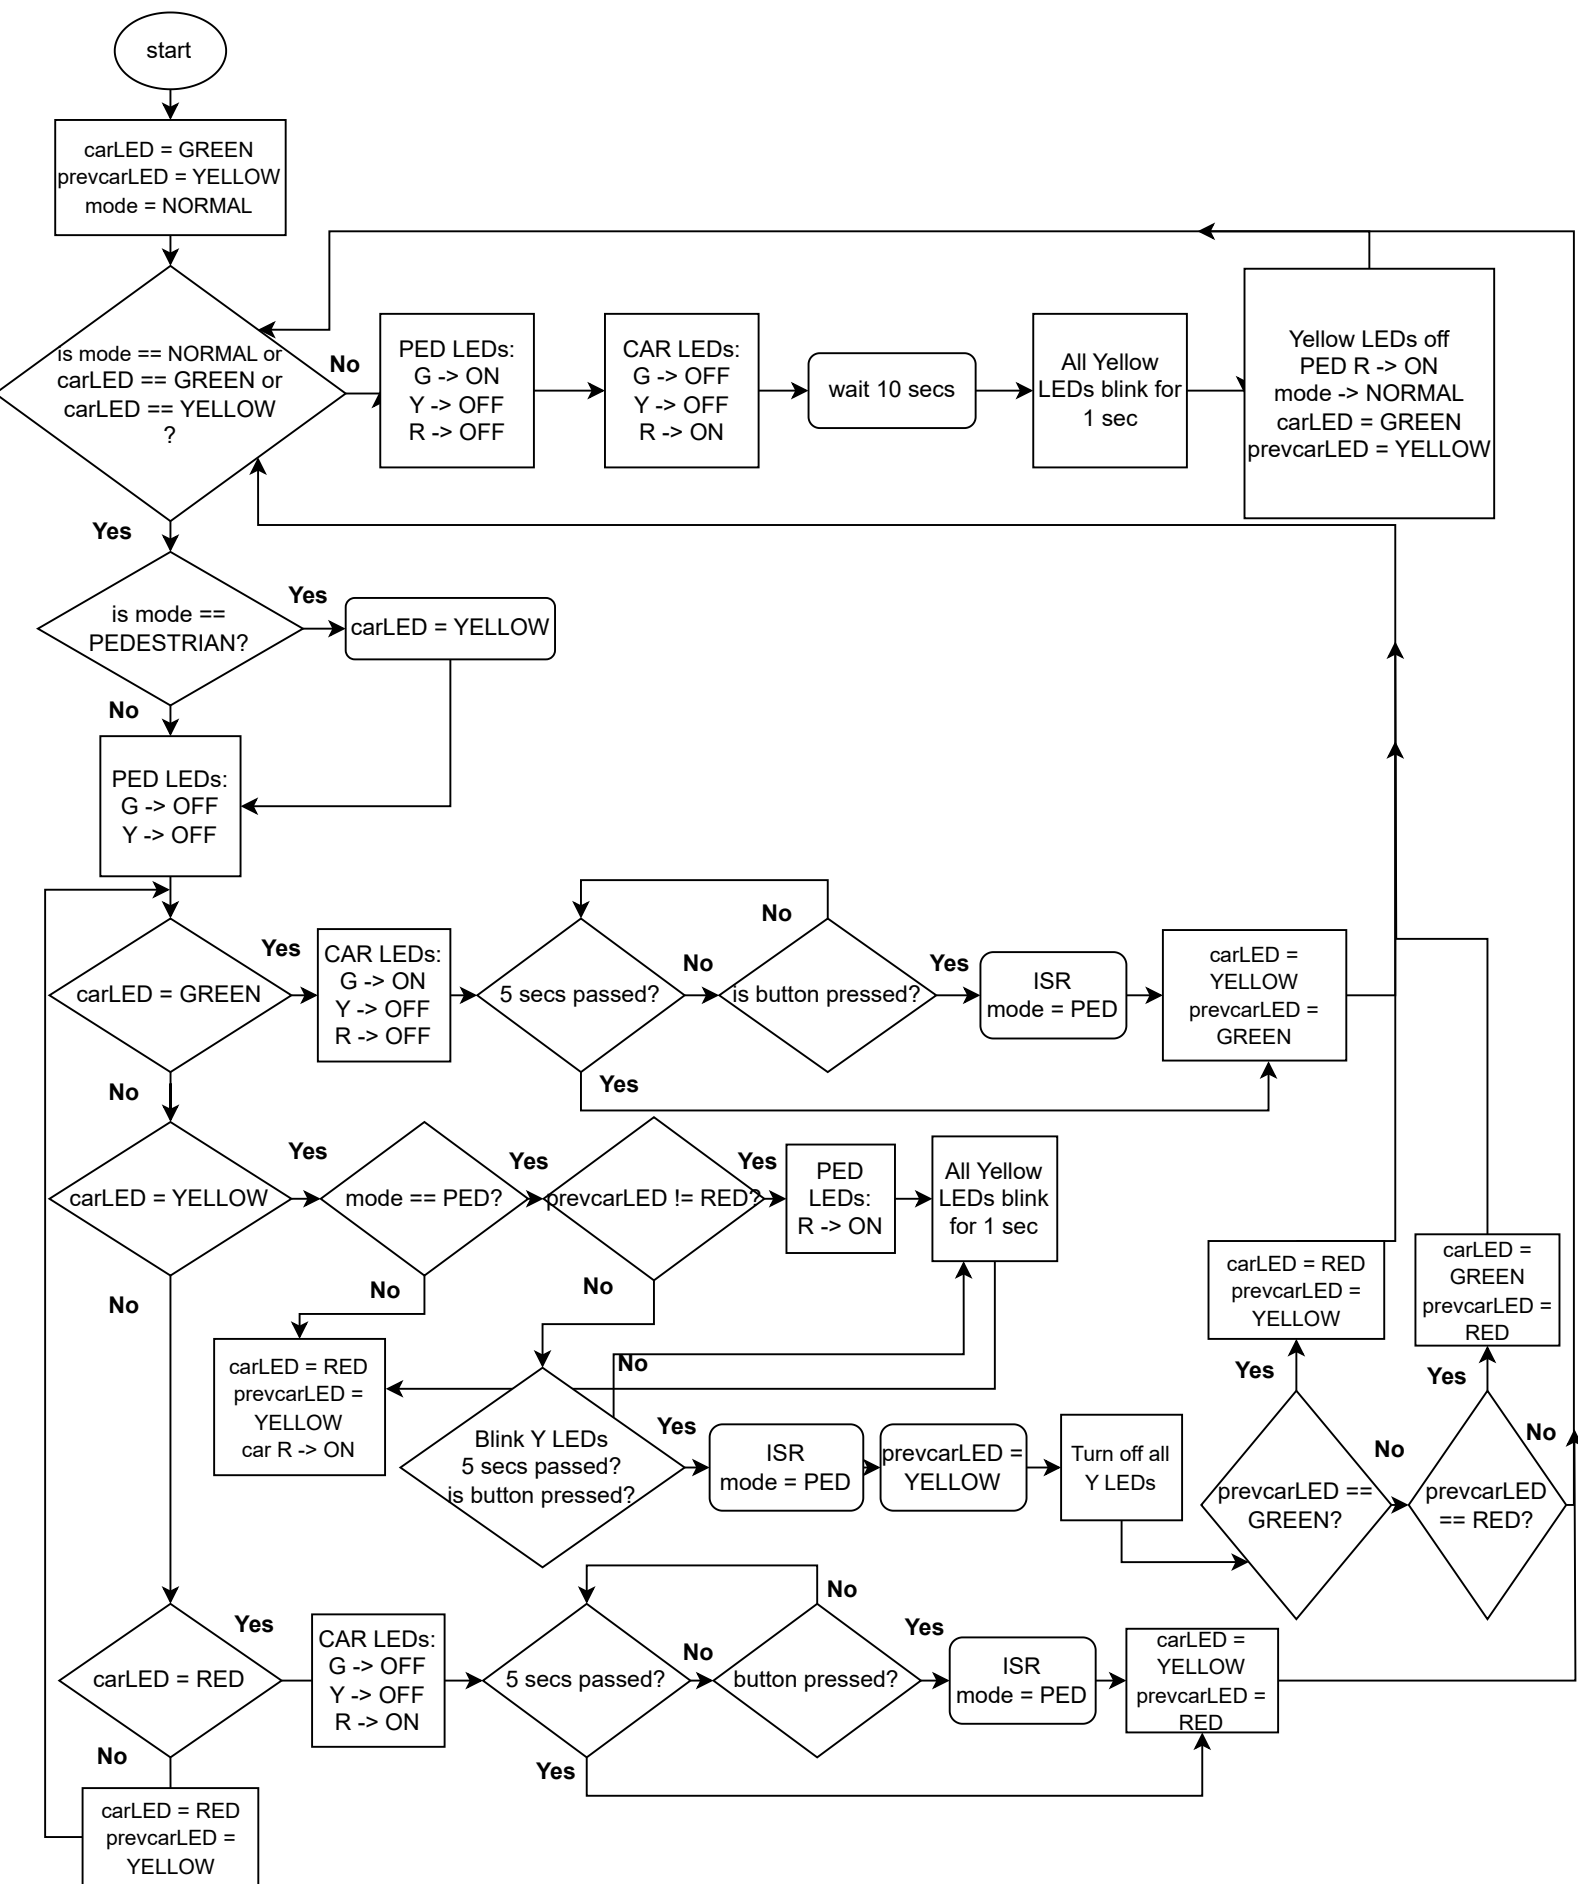 start
carLED = GREEN
prevcarLED = YELLOW
mode = NORMAL
is mode == NORMAL or
carLED == GREEN or
carLED == YELLOW
?
No
PED LEDs:
G -> ON
Y -> OFF
R -> OFF
CAR LEDs:
G -> OFF
Y -> OFF
R -> ON
wait 10 secs
All Yellow
LEDs blink for
1 sec
Yellow LEDs off
PED R -> ON
mode -> NORMAL
carLED = GREEN
prevcarLED = YELLOW
Yes
is mode ==
PEDESTRIAN?
Yes
carLED = YELLOW
No
PED LEDs:
G -> OFF
Y -> OFF
carLED = GREEN
Yes
CAR LEDs:
G -> ON
Y -> OFF
R -> OFF
5 secs passed?
No
is button pressed?
No
Yes
ISR
mode = PED
carLED =
YELLOW
prevcarLED =
GREEN
Yes
No
carLED = YELLOW
Yes
mode == PED?
Yes
prevcarLED != RED?
Yes
PED
LEDs:
R -> ON
All Yellow
LEDs blink
for 1 sec
No
No
No
carLED = RED
prevcarLED =
YELLOW
car R -> ON
No
Blink Y LEDs
5 secs passed?
is button pressed?
Yes
ISR
mode = PED
prevcarLED =
YELLOW
Turn off all
Y LEDs
carLED = RED
prevcarLED =
YELLOW
Yes
prevcarLED ==
GREEN?
No
carLED =
GREEN
prevcarLED =
RED
Yes
prevcarLED
== RED?
No
carLED = RED
Yes
CAR LEDs:
G -> OFF
Y -> OFF
R -> ON
5 secs passed?
No
button pressed?
No
Yes
ISR
mode = PED
carLED =
YELLOW
prevcarLED =
RED
Yes
No
carLED = RED
prevcarLED =
YELLOW